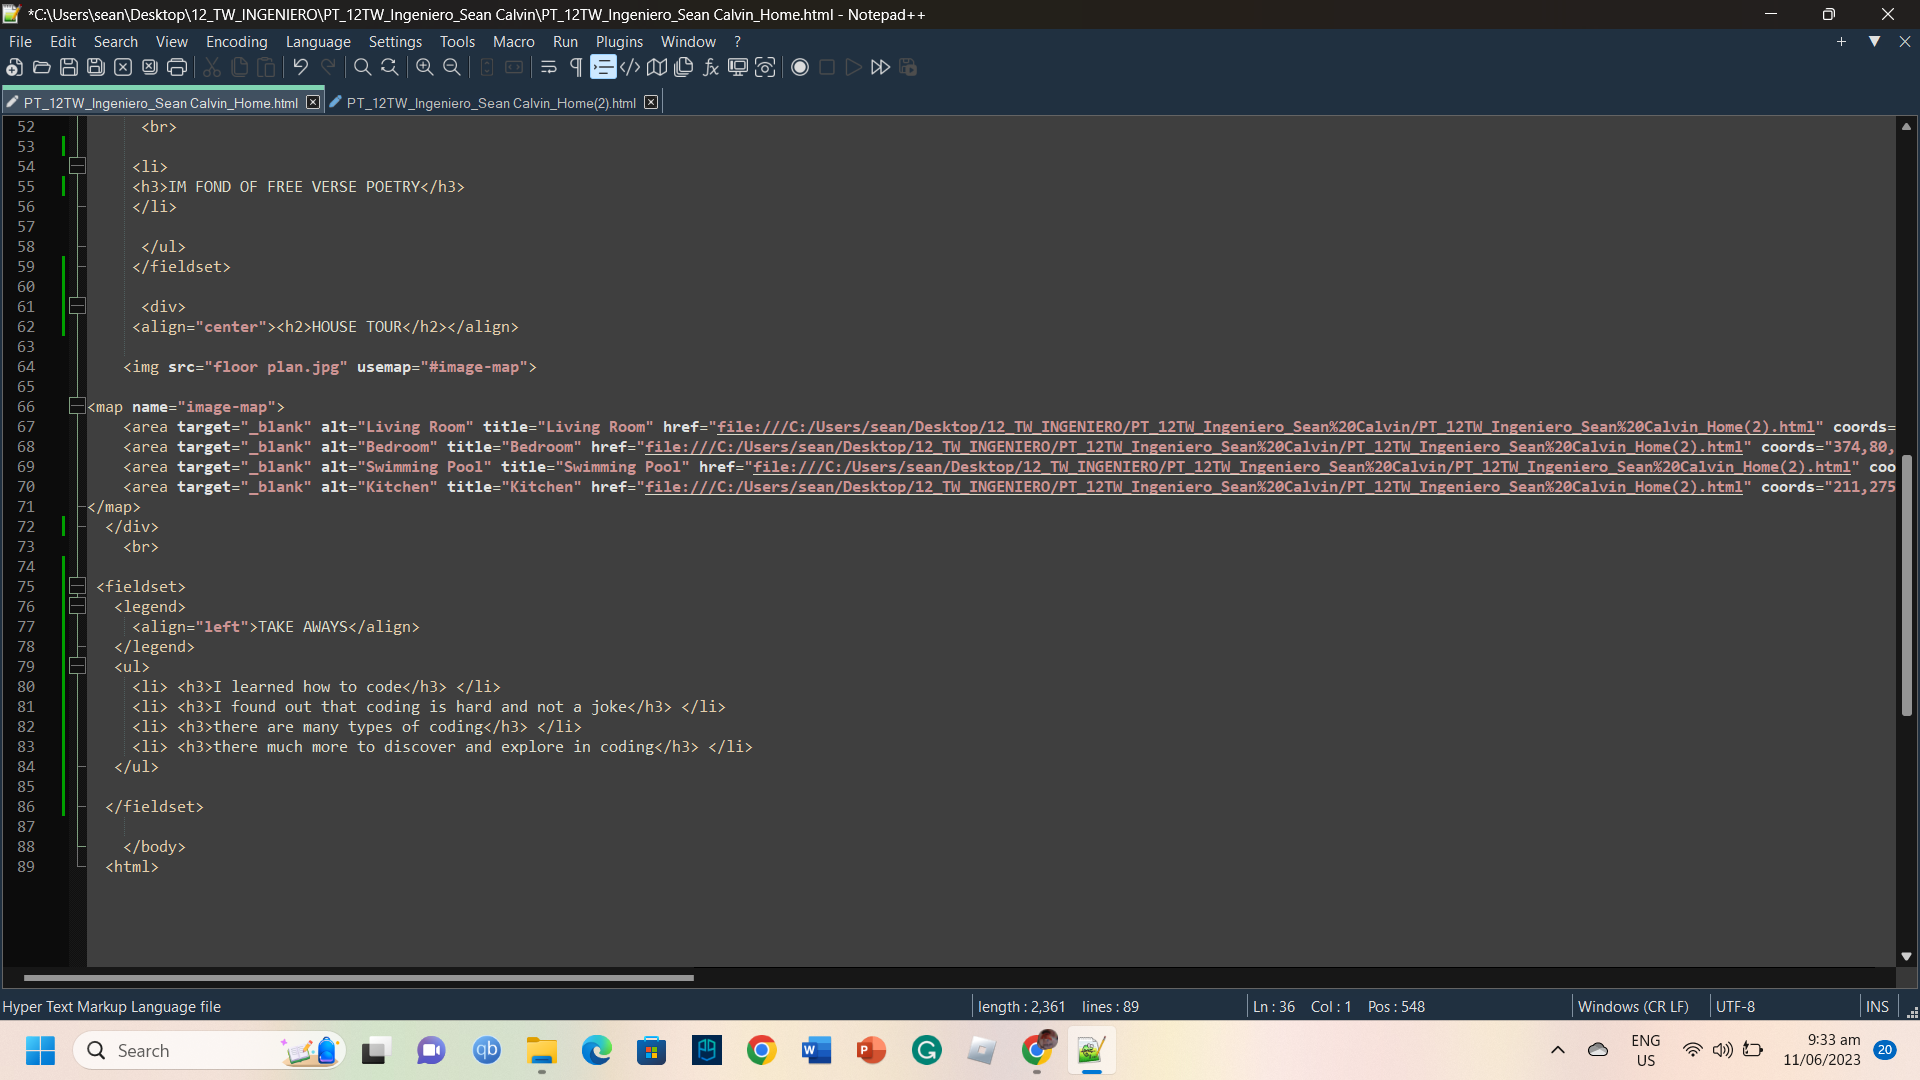 *C:\Users\sean\Desktop\12_TW_INGENIERO\PT_12TW_Ingeniero_Sean Calvin\PT_12TW_Ingeniero_Sean Calvin_Home.html - Notepad++
File Edit Search View Encoding Language Settings Tools Macro Run Plugins Window ?
PT_12TW_Ingeniero_Sean Calvin_Home.html PT_12TW_Ingeniero_Sean Calvin_Home(2).html
52 <br>
53
54 <li>
55 <h3>IM FOND OF FREE VERSE POETRY</h3>
56 </li>
57
58 </ul>
59 </fieldset>
60
61 <div>
62 <align="center"><h2>HOUSE TOUR</h2></align>
63
64 <img src="floor plan.jpg" usemap="#image-map">
65
66 <map name="image-map">
67 <area target="_blank" alt="Living Room" title="Living Room" href="file:///C:/Users/sean/Desktop/12_TW_INGENIERO/PT_12TW_Ingeniero_Sean%20Calvin/PT_12TW_Ingeniero_Sean%20Calvin_Home(2).html" coords=
68 <area target="_blank" alt="Bedroom" title="Bedroom" href="file:///C:/Users/sean/Desktop/12_TW_INGENIERO/PT_12TW_Ingeniero_Sean%20Calvin/PT_12TW_Ingeniero_Sean%20Calvin_Home(2).html" coords="374,80,
69 <area target="_blank" alt="Swimming Pool" title="Swimming Pool" href="file:///C:/Users/sean/Desktop/12_TW_INGENIERO/PT_12TW_Ingeniero_Sean%20Calvin/PT_12TW_Ingeniero_Sean%20Calvin_Home(2).html" coo
70 <area target="_blank" alt="Kitchen" title="Kitchen" href="file:///C:/Users/sean/Desktop/12_TW_INGENIERO/PT_12TW_Ingeniero_Sean%20Calvin/PT_12TW_Ingeniero_Sean%20Calvin_Home(2).html" coords="211,275
71 </map>
72 </div>
73 <br>
74
75 <fieldset>
76 <legend>
77 <align="left">TAKE AWAYS</align>
78 </legend>
79 <ul>
80 <li> <h3>I learned how to code</h3> </li>
81 <li> <h3>I found out that coding is hard and not a joke</h3> </li>
82 <li> <h3>there are many types of coding</h3> </li>
83 <li> <h3>there much more to discover and explore in coding</h3> </li>
84 </ul>
85
86 </fieldset>
87
88 </body>
89 <html>
Hyper Text Markup Language file length : 2,361 lines : 89 Ln : 36 Col : 1 Pos : 548 Windows (CR LF) UTF-8 INS
Search
ENG
US
9:33 am
11/06/2023
20